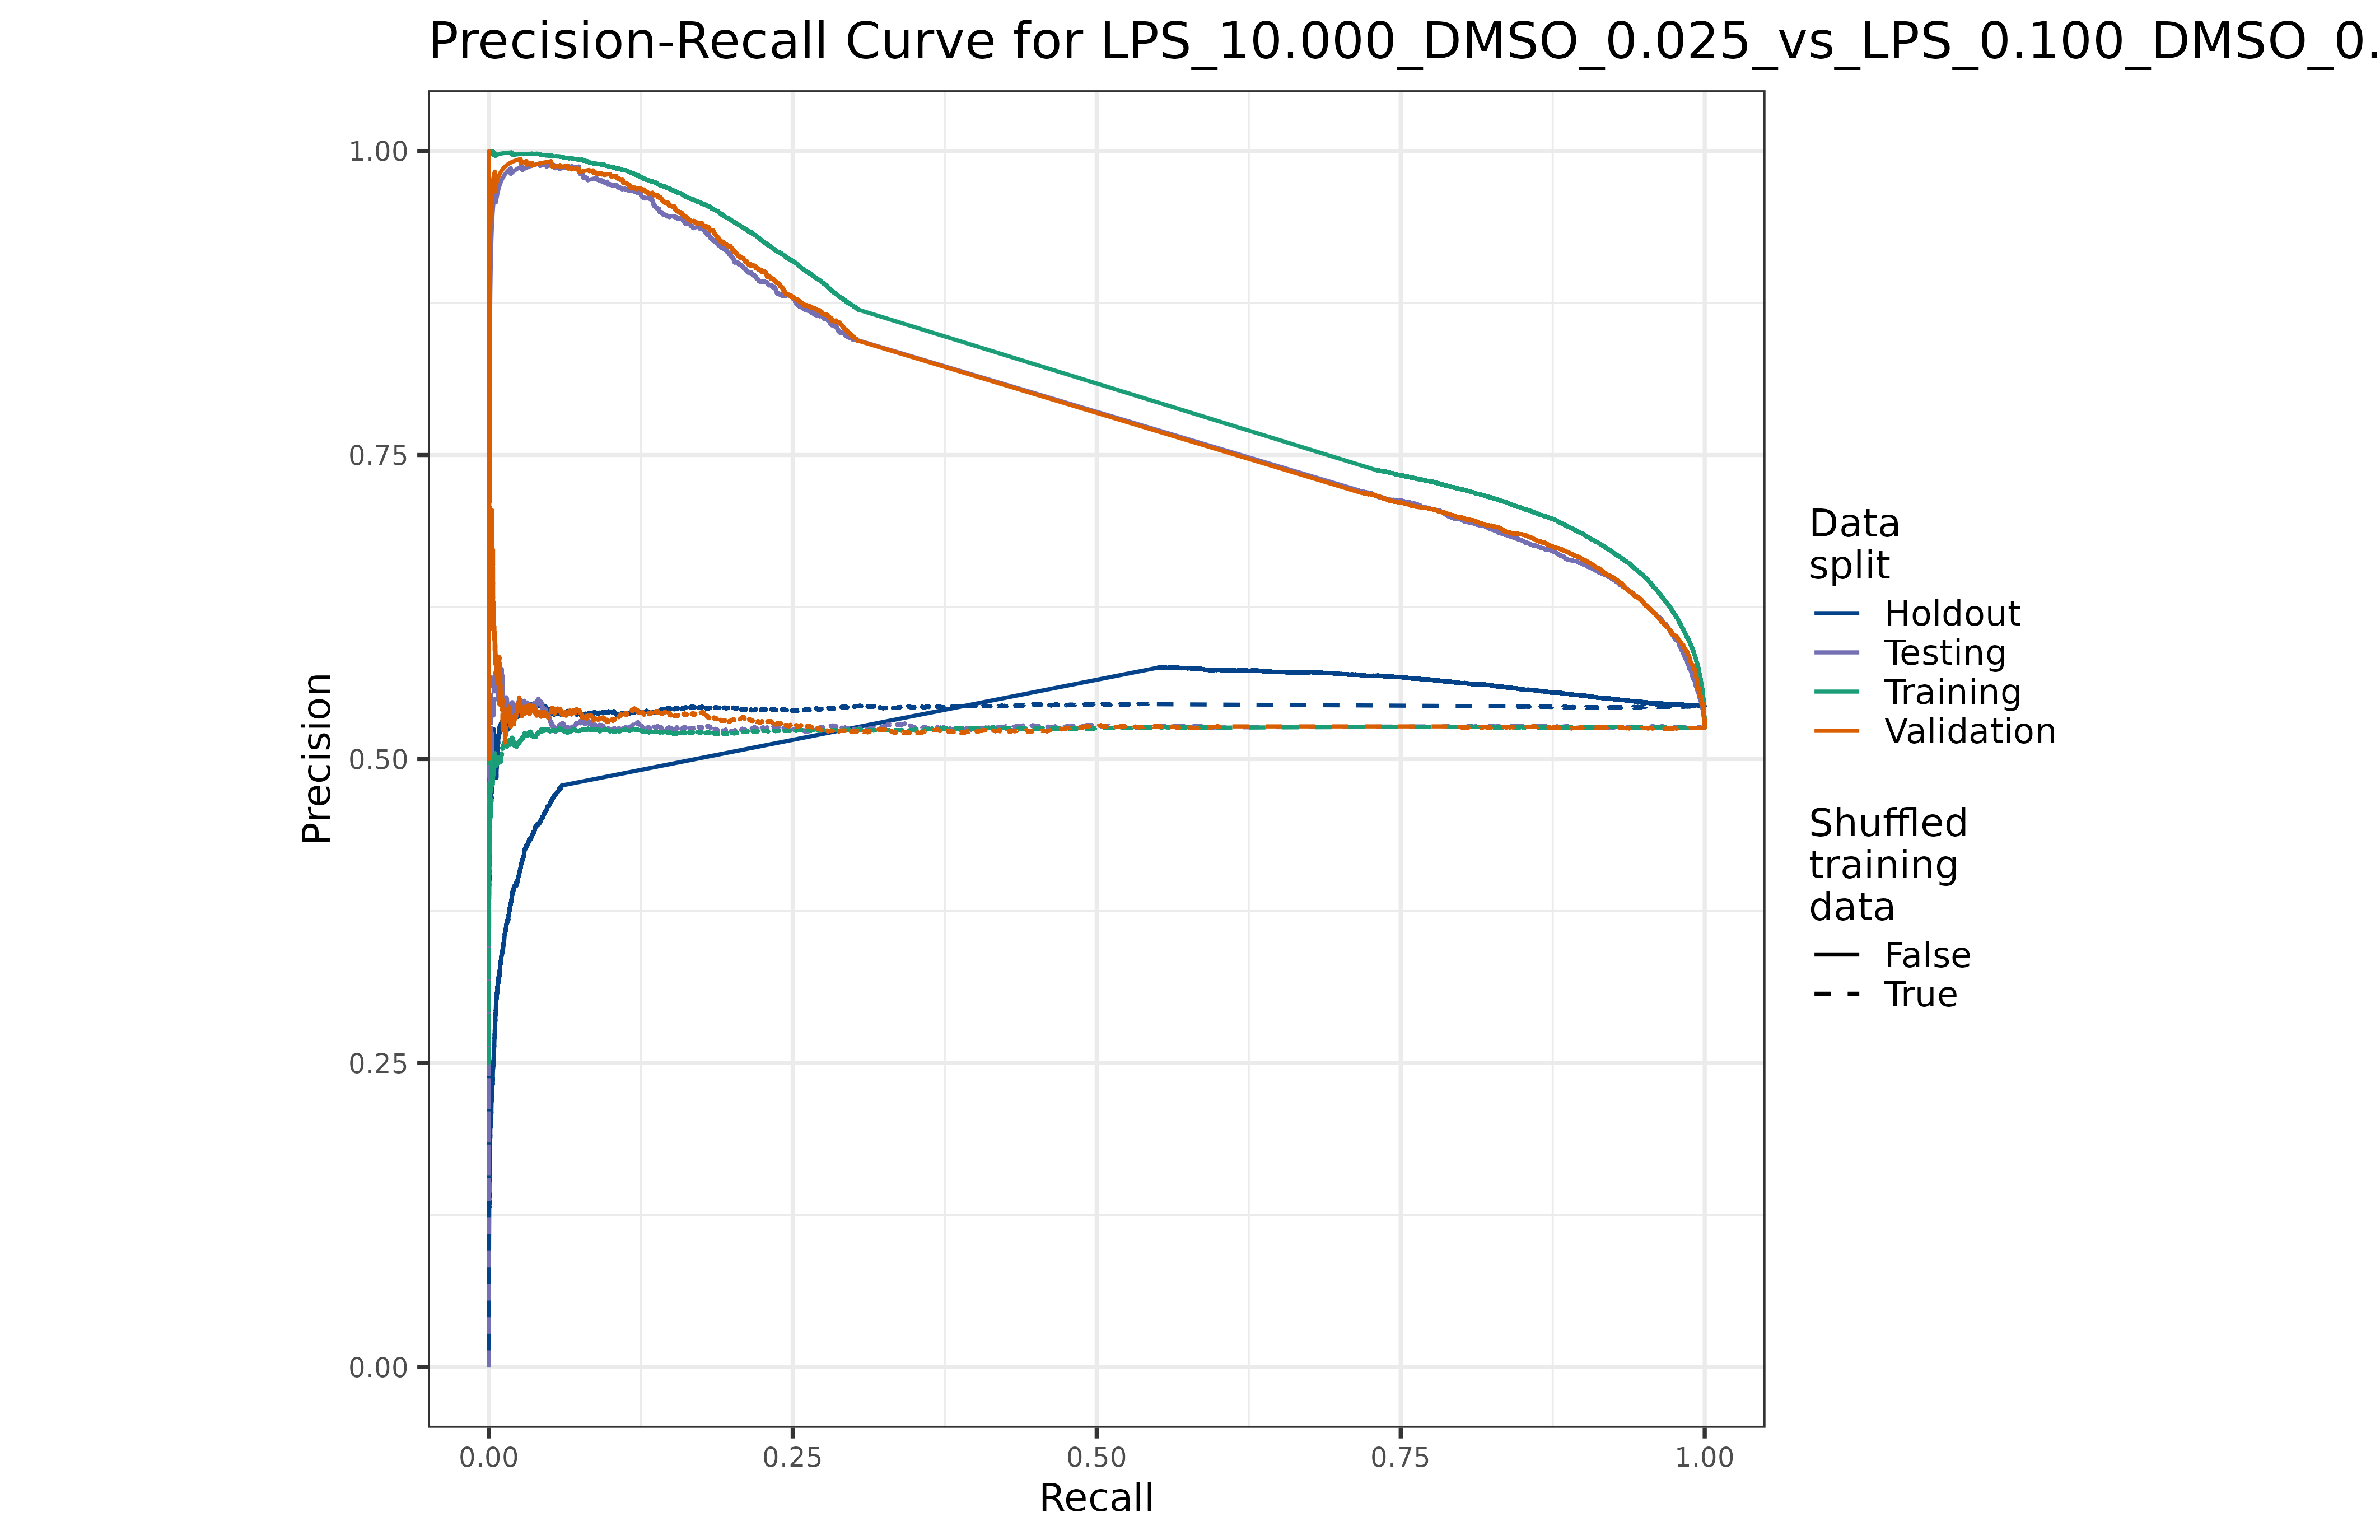 Precision-Recall Curve for LPS_10.000_DMSO_0.025_vs_LPS_0.100_DMSO_0.
1.00
0.75
0.50
0.25
0.00
Precision
0.00 0.25 0.50 0.75 1.00
Recall
Data
split
Holdout
Testing
Training
Validation
Shuffled
training
data
False
True